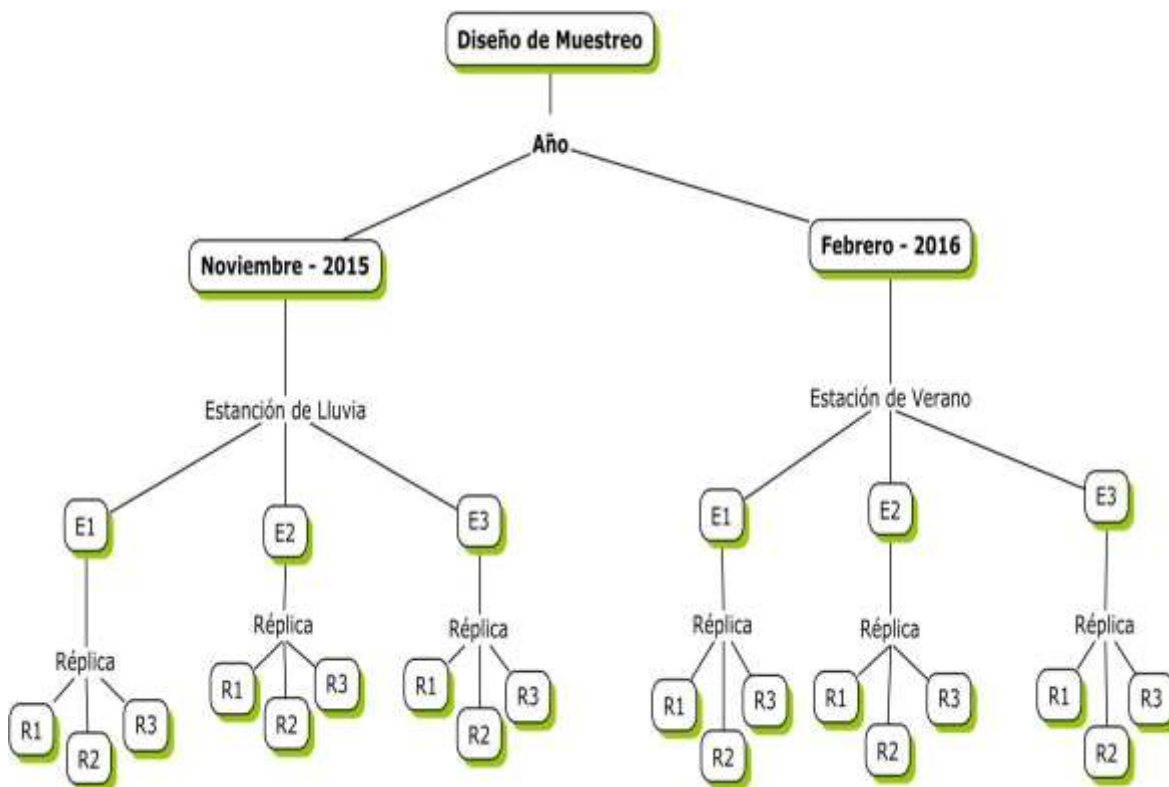 Diseño de Muestreo
Año
Noviembre - 2015
Febrero - 2016
Estanción de Lluvia
Estación de Verano
E1
E2
E3
E1
E2
E3
Réplica
Réplica
Réplica
Réplica
Réplica
Réplica
R1
R2
R3
R1
R2
R3
R1
R2
R3
R1
R2
R3
R1
R2
R3
R1
R2
R3